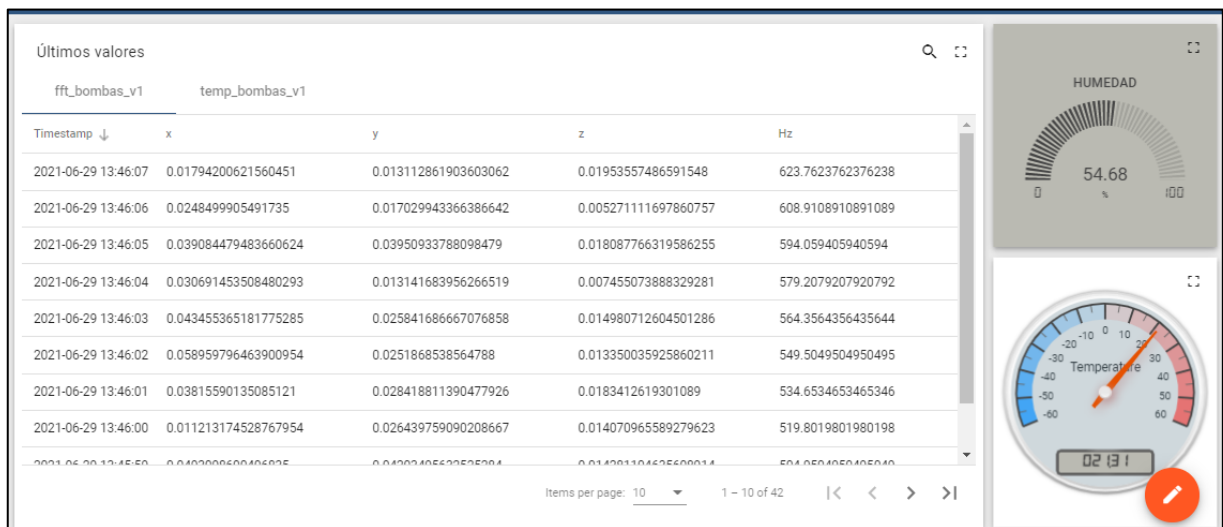 Últimos valores
fft_bombas_v1 temp_bombas_v1
Timestamp x y z Hz
2021-06-29 13:46:07 0.01794200621560451 0.013112861903603062 0.01953557486591548 623.7623762376238
2021-06-29 13:46:06 0.0248499905491735 0.017029943366386642 0.005271111697860757 608.9108910891089
2021-06-29 13:46:05 0.039084479483660624 0.03950933788098479 0.018087766319586255 594.059405940594
2021-06-29 13:46:04 0.030691453508480293 0.013141683956266519 0.007455073888329281 579.2079207920792
2021-06-29 13:46:03 0.043455365181775285 0.025841686667076858 0.014980712604501286 564.3564356435644
2021-06-29 13:46:02 0.058959796463900954 0.0251868538564788 0.013350035925860211 549.5049504950495
2021-06-29 13:46:01 0.03815590135085121 0.028418811390477926 0.0183412619301089 534.6534653465346
2021-06-29 13:46:00 0.011213174528767954 0.026439759090208667 0.014070965589279623 519.8019801980198
Items per page: 10 1 – 10 of 42
HUMEDAD
54.68
0 % 100
-60 -50 -40 -30 -20 -10 0 10 20 30 40 50 60
Temperature